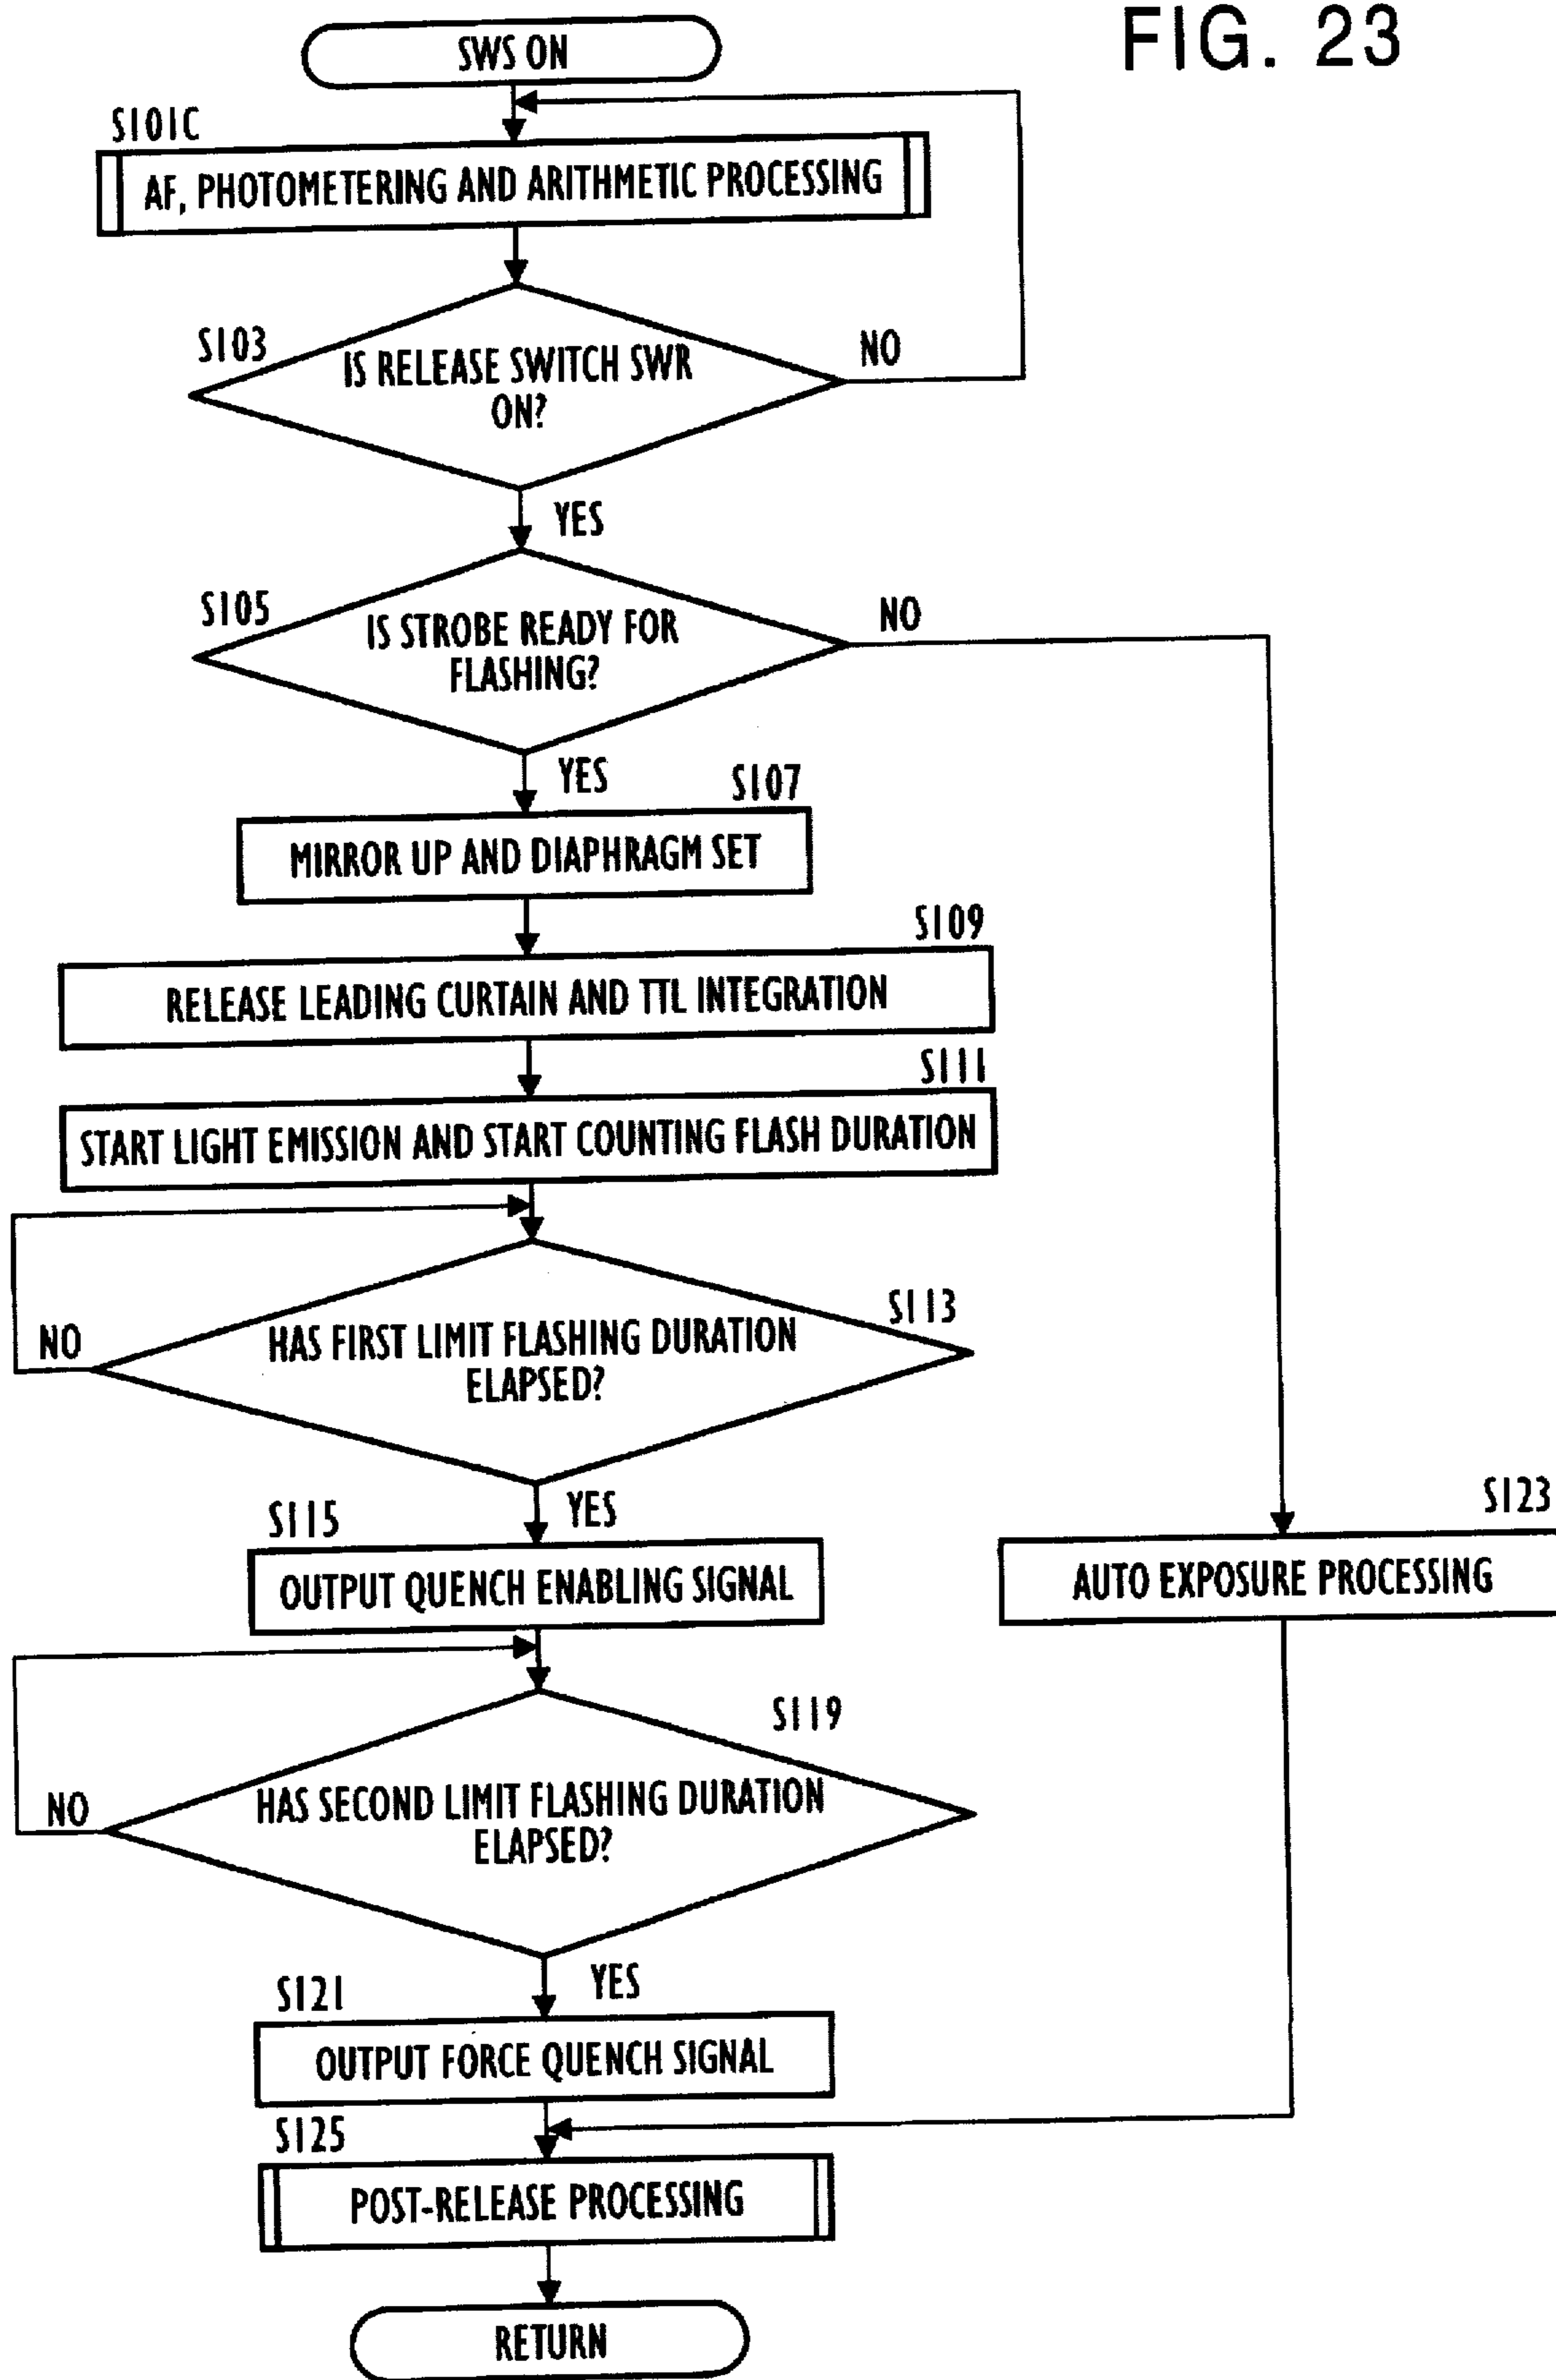 FIG. 23
SWS ON
S101C
AF, PHOTOMETERING AND ARITHMETIC PROCESSING
S103
IS RELEASE SWITCH SWR
ON?
NO
YES
S105
IS STROBE READY FOR
FLASHING?
NO
YES
S107
MIRROR UP AND DIAPHRAGM SET
S109
RELEASE LEADING CURTAIN AND TTL INTEGRATION
S111
START LIGHT EMISSION AND START COUNTING FLASH DURATION
S113
HAS FIRST LIMIT FLASHING DURATION
ELAPSED?
NO
YES
S115
OUTPUT QUENCH ENABLING SIGNAL
S123
AUTO EXPOSURE PROCESSING
S119
HAS SECOND LIMIT FLASHING DURATION
ELAPSED?
NO
YES
S121
OUTPUT FORCE QUENCH SIGNAL
S125
POST-RELEASE PROCESSING
RETURN